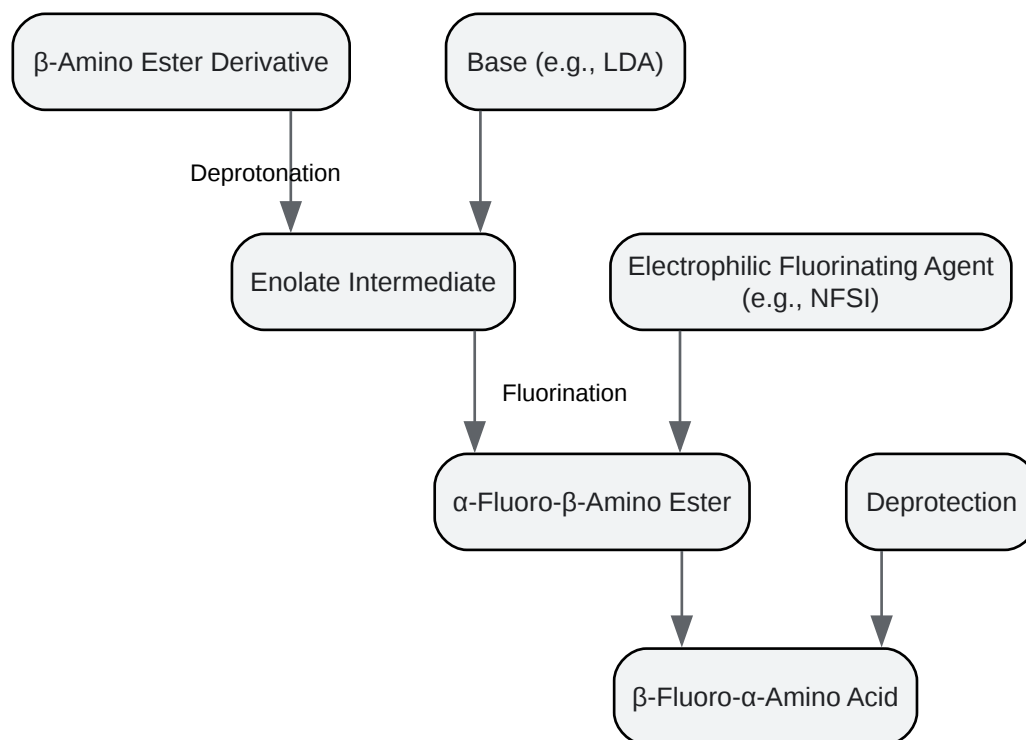 β-Amino Ester Derivative
Base (e.g., LDA)
Deprotonation
Enolate Intermediate
Electrophilic Fluorinating Agent
(e.g., NFSI)
Fluorination
α-Fluoro-β-Amino Ester
Deprotection
β-Fluoro-α-Amino Acid